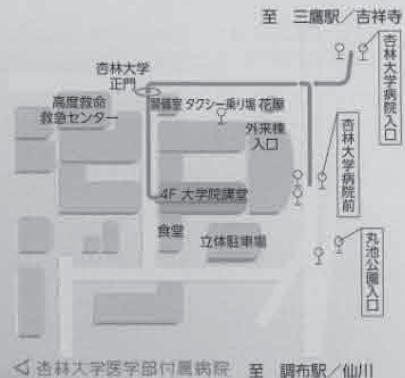 至 三鷹駅／吉祥寺
杏林大学病院入口
杏林大学
正門
高度救命
救急センター
警備室 タクシー乗り場 花屋
外来棟
入口
杏林大学病院前
4F 大学院講堂
食堂
立体駐車場
丸池公園入口
杏林大学医学部付属病院
至 調布駅／仙川